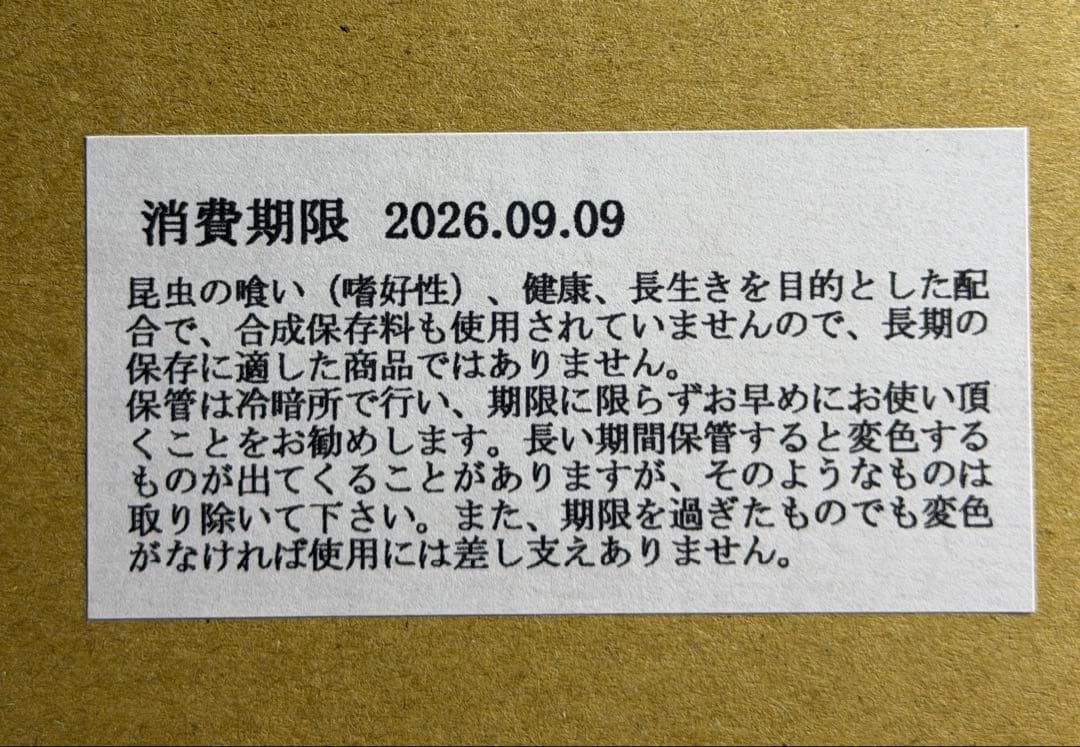 消費期限 2026.09.09
昆虫の喰い（嗜好性）、健康、長生きを目的とした配
合で、合成保存料も使用されていませんので、長期の
保存に適した商品ではありません。
保管は冷暗所で行い、期限に限らずお早めにお使い頂
くことをお勧めします。長い期間保管すると変色する
ものが出てくることがありますが、そのようなものは
取り除いて下さい。また、期限を過ぎたものでも変色
がなければ使用には差し支えありません。